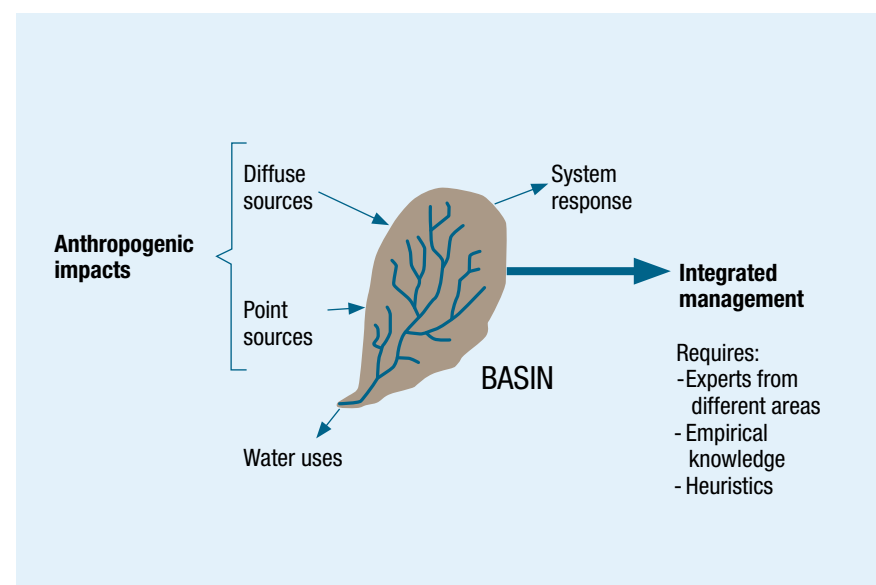 Anthropogenic
impacts
Diffuse
sources
Point
sources
Water uses
BASIN
System
response
Integrated
management
Requires:
-Experts from
different areas
- Empirical
knowledge
- Heuristics